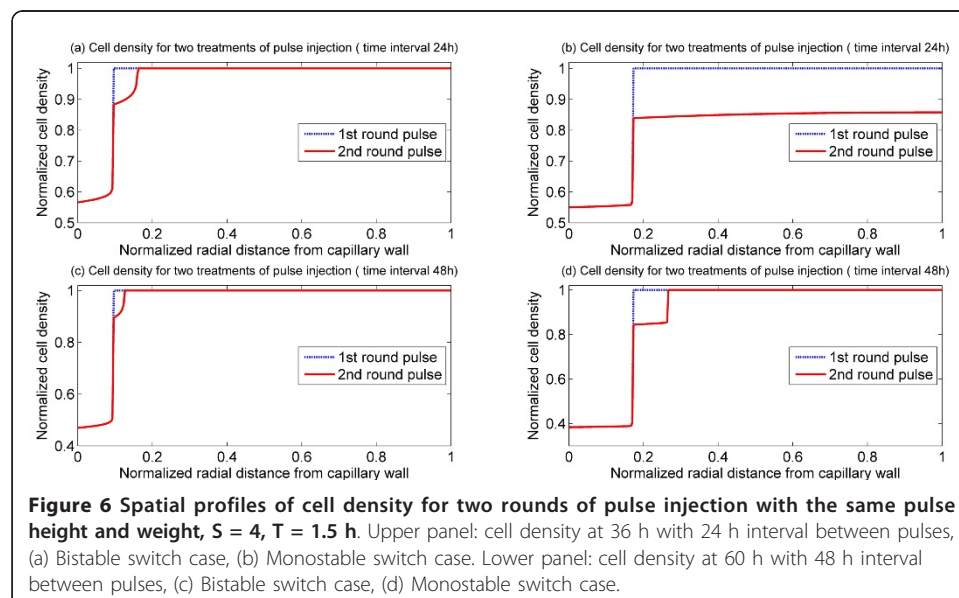 (a) Cell density for two treatments of pulse injection ( time interval 24h)
Normalized cell density
1
0.9
0.8
0.7
0.6
0.5
0
0.2
0.4
0.6
0.8
1
1st round pulse
2nd round pulse
Normalized radial distance from capillary wall
(b) Cell density for two treatments of pulse injection ( time interval 24h)
Normalized cell density
1
0.9
0.8
0.7
0.6
0.5
0
0.2
0.4
0.6
0.8
1
1st round pulse
2nd round pulse
Normalized radial distance from capillary wall
(c) Cell density for two treatments of pulse injection ( time interval 48h)
Normalized cell density
1
0.8
0.6
0.4
0
0.2
0.4
0.6
0.8
1
1st round pulse
2nd round pulse
Normalized radial distance from capillary wall
(d) Cell density for two treatments of pulse injection ( time interval 48h)
Normalized cell density
1
0.8
0.6
0.4
0
0.2
0.4
0.6
0.8
1
1st round pulse
2nd round pulse
Normalized radial distance from capillary wall
Figure 6 Spatial profiles of cell density for two rounds of pulse injection with the same pulse
height and weight, S = 4, T = 1.5 h. Upper panel: cell density at 36 h with 24 h interval between pulses,
(a) Bistable switch case, (b) Monostable switch case. Lower panel: cell density at 60 h with 48 h interval
between pulses, (c) Bistable switch case, (d) Monostable switch case.